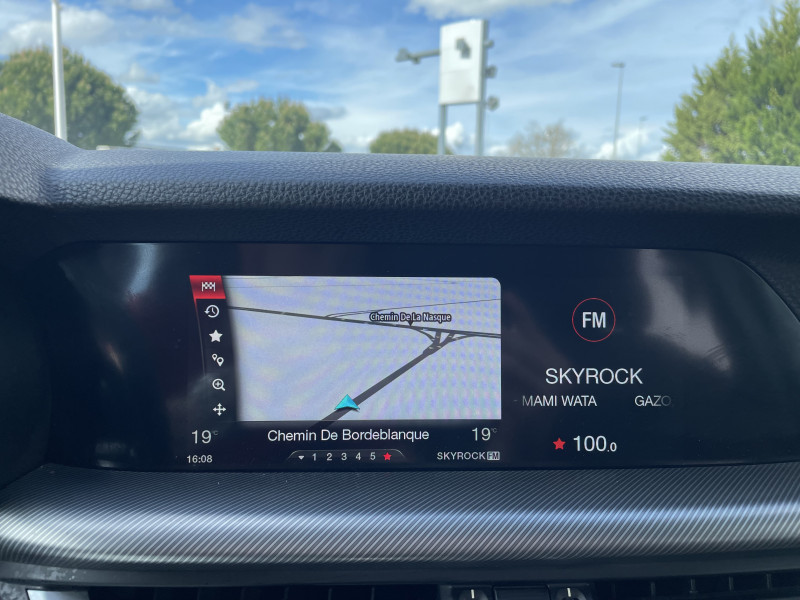 Chemin De La Nasque
FM
SKYROCK
- MAMI WATA GAZO
19°
Chemin De Bordeblanque
19°
★ 100.0
16:08
1 2 3 4 5 ★
SKYROCK FM